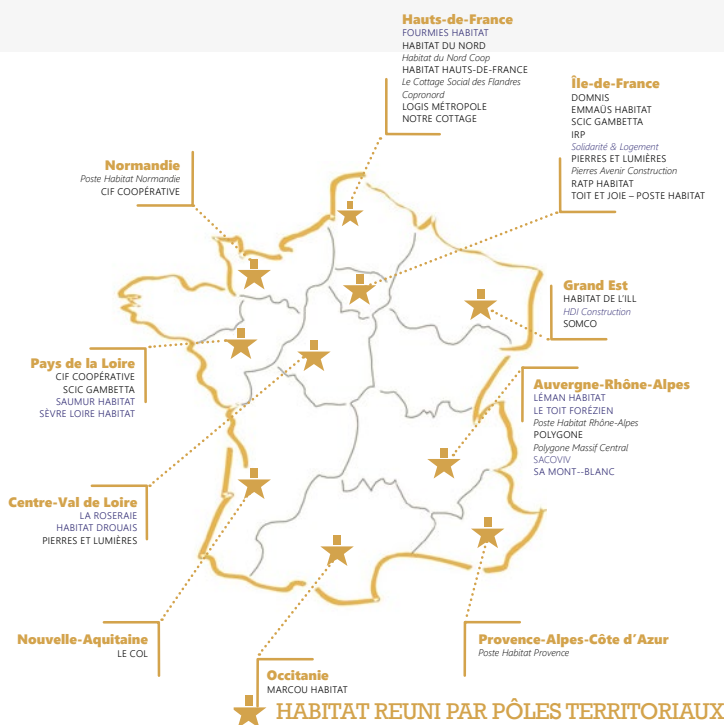 Hauts-de-France
FOURMIES HABITAT
HABITAT DU NORD
Habitat du Nord Coop
HABITAT HAUTS-DE-FRANCE
Le Cottage Social des Flandres
Copronord
LOGIS MÉTROPOLE
NOTRE COTTAGE
Île-de-France
DOMNIS
EMMAÜS HABITAT
SCIC GAMBETTA
IRP
Solidarité & Logement
PIERRES ET LUMIÈRES
Pierres Avenir Construction
RATP HABITAT
TOIT ET JOIE – POSTE HABITAT
Normandie
Poste Habitat Normandie
CIF COOPÉRATIVE
Grand Est
HABITAT DE L'ILL
HDI Construction
SOMCO
Pays de la Loire
CIF COOPÉRATIVE
SCIC GAMBETTA
SAUMUR HABITAT
SÈVRE LOIRE HABITAT
Auvergne-Rhône-Alpes
LÉMAN HABITAT
LE TOIT FORÉZIEN
Poste Habitat Rhône-Alpes
POLYGONE
Polygone Massif Central
SACOVIV
SA MONT--BLANC
Centre-Val de Loire
LA ROSERAIE
HABITAT DROUAIS
PIERRES ET LUMIÈRES
Nouvelle-Aquitaine
LE COL
Provence-Alpes-Côte d'Azur
Poste Habitat Provence
Occitanie
MARCOU HABITAT
HABITAT REUNI PAR PÔLES TERRITORIAUX